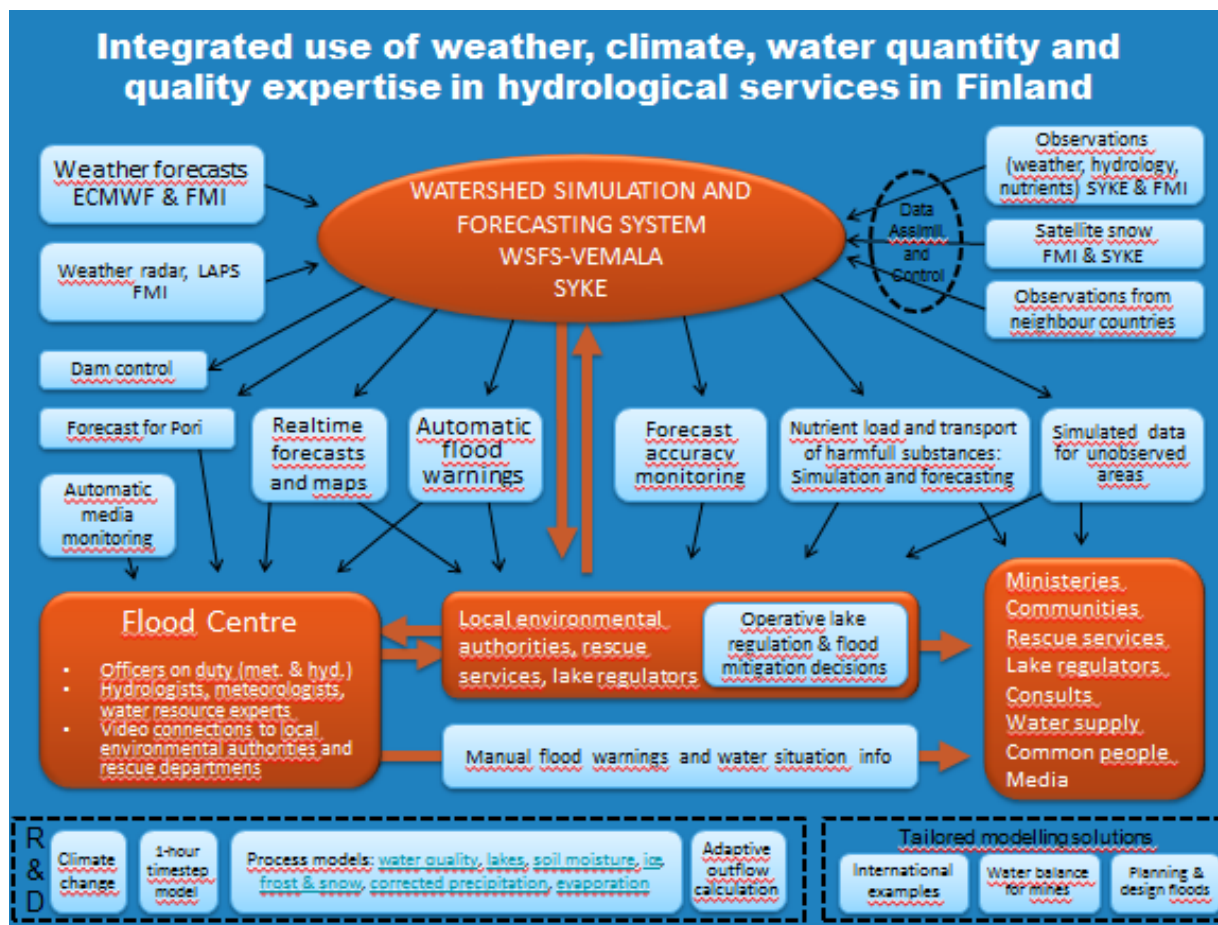 Integrated use of weather, climate, water quantity and
quality expertise in hydrological services in Finland
Weather forecasts
ECMWF & FMI
Weather radar, LAPS
FMI
WATERSHED SIMULATION AND
FORECASTING SYSTEM
WSFS-VEMALA
SYKE
Data
Assimil.
and
Control
Observations
(weather, hydrology,
nutrients) SYKE & FMI
Satellite snow
FMI & SYKE
Observations from
neighbour countries
Dam control
Forecast for Pori
Automatic
media
monitoring
Realtime
forecasts
and maps
Automatic
flood
warnings
Forecast
accuracy
monitoring
Nutrient load and transport
of harmfull substances:
Simulation and forecasting
Simulated data
for unobserved
areas
Flood Centre
• Officers on duty (met. & hyd.)
• Hydrologists, meteorologists,
water resource experts
• Video connections to local
environmental authorities and
rescue departmens
Local environmental
authorities, rescue
services, lake regulators
Operative lake
regulation & flood
mitigation decisions
Manual flood warnings and water situation info
Ministeries
Communities
Rescue services
Lake regulators
Consults
Water supply
Common people
Media
R
&
D
Climate
change
1-hour
timestep
model
Process models: water quality, lakes, soil moisture, ice,
frost & snow, corrected precipitation, evaporation
Adaptive
outflow
calculation
Tailored modelling solutions
International
examples
Water balance
for mines
Planning &
design floods